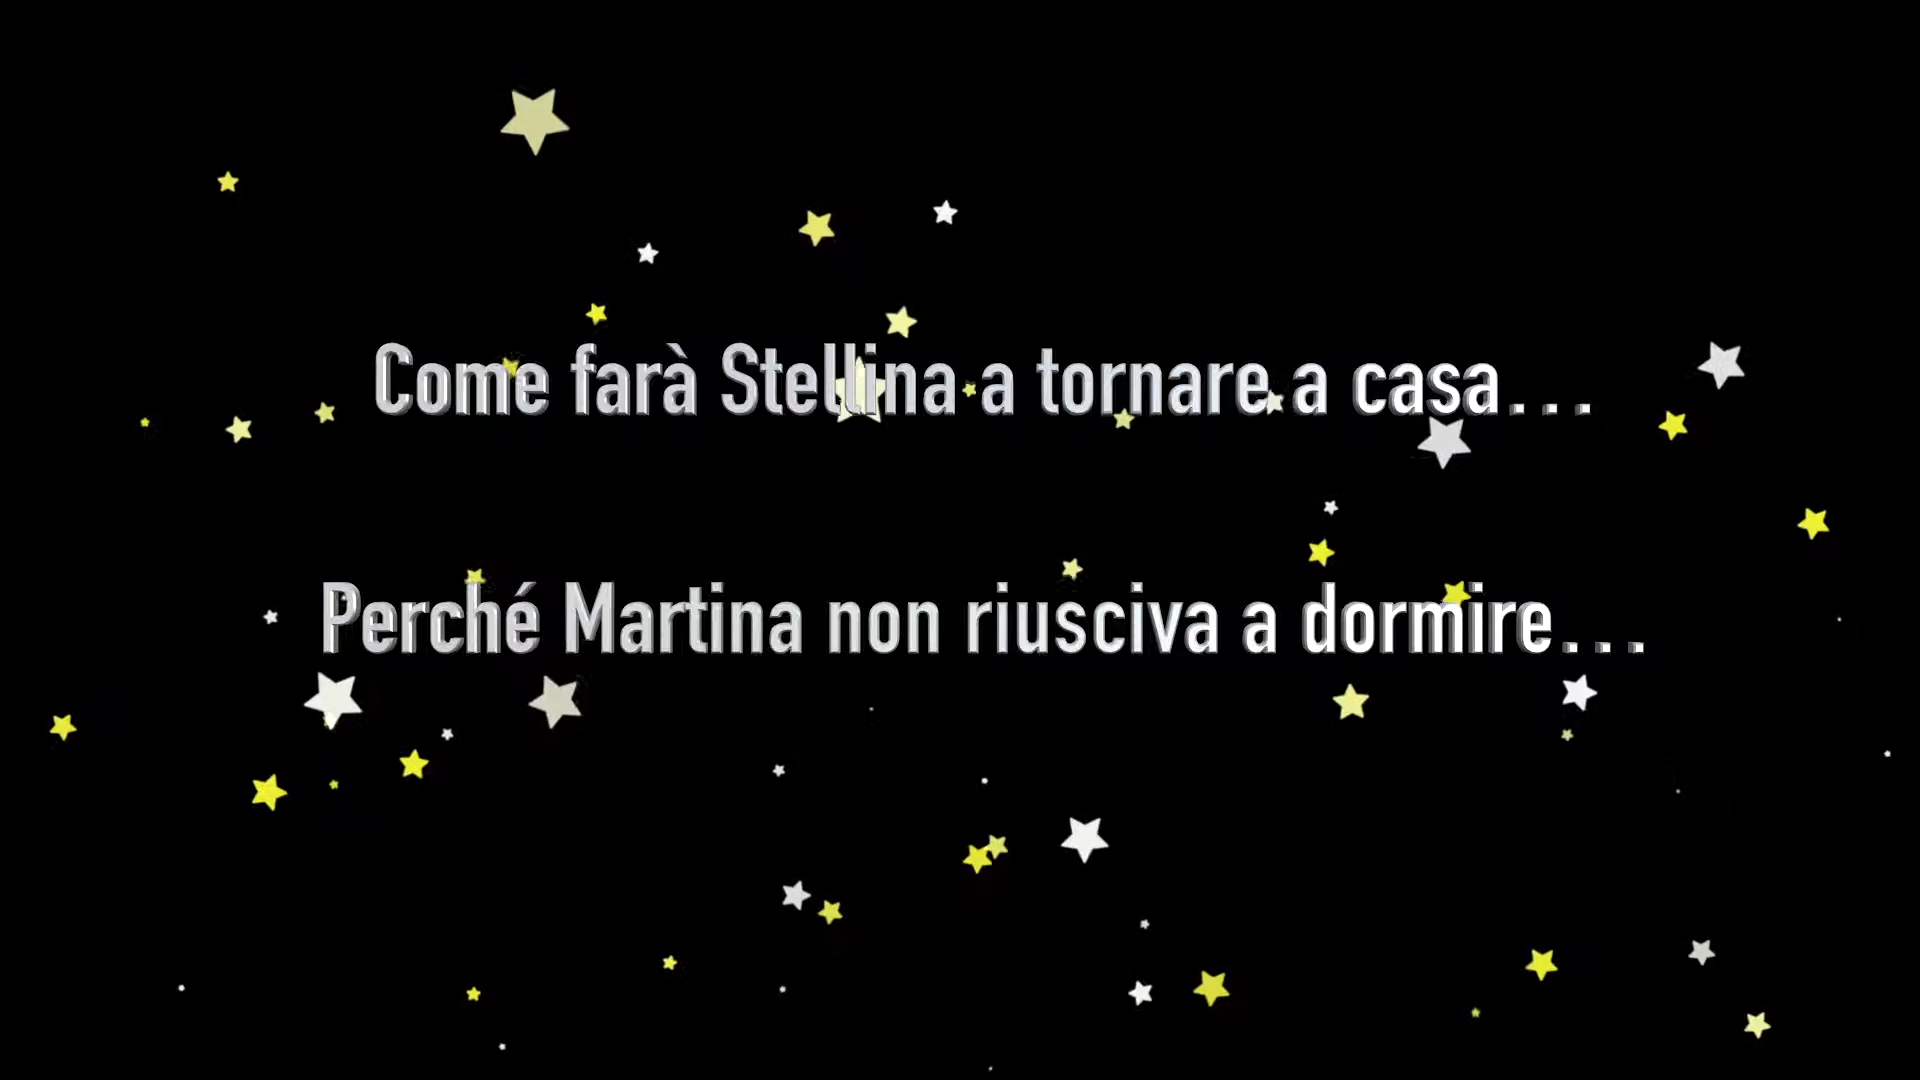 Come farà Stellina a tornare a casa...
Perché Martina non riusciva a dormire...